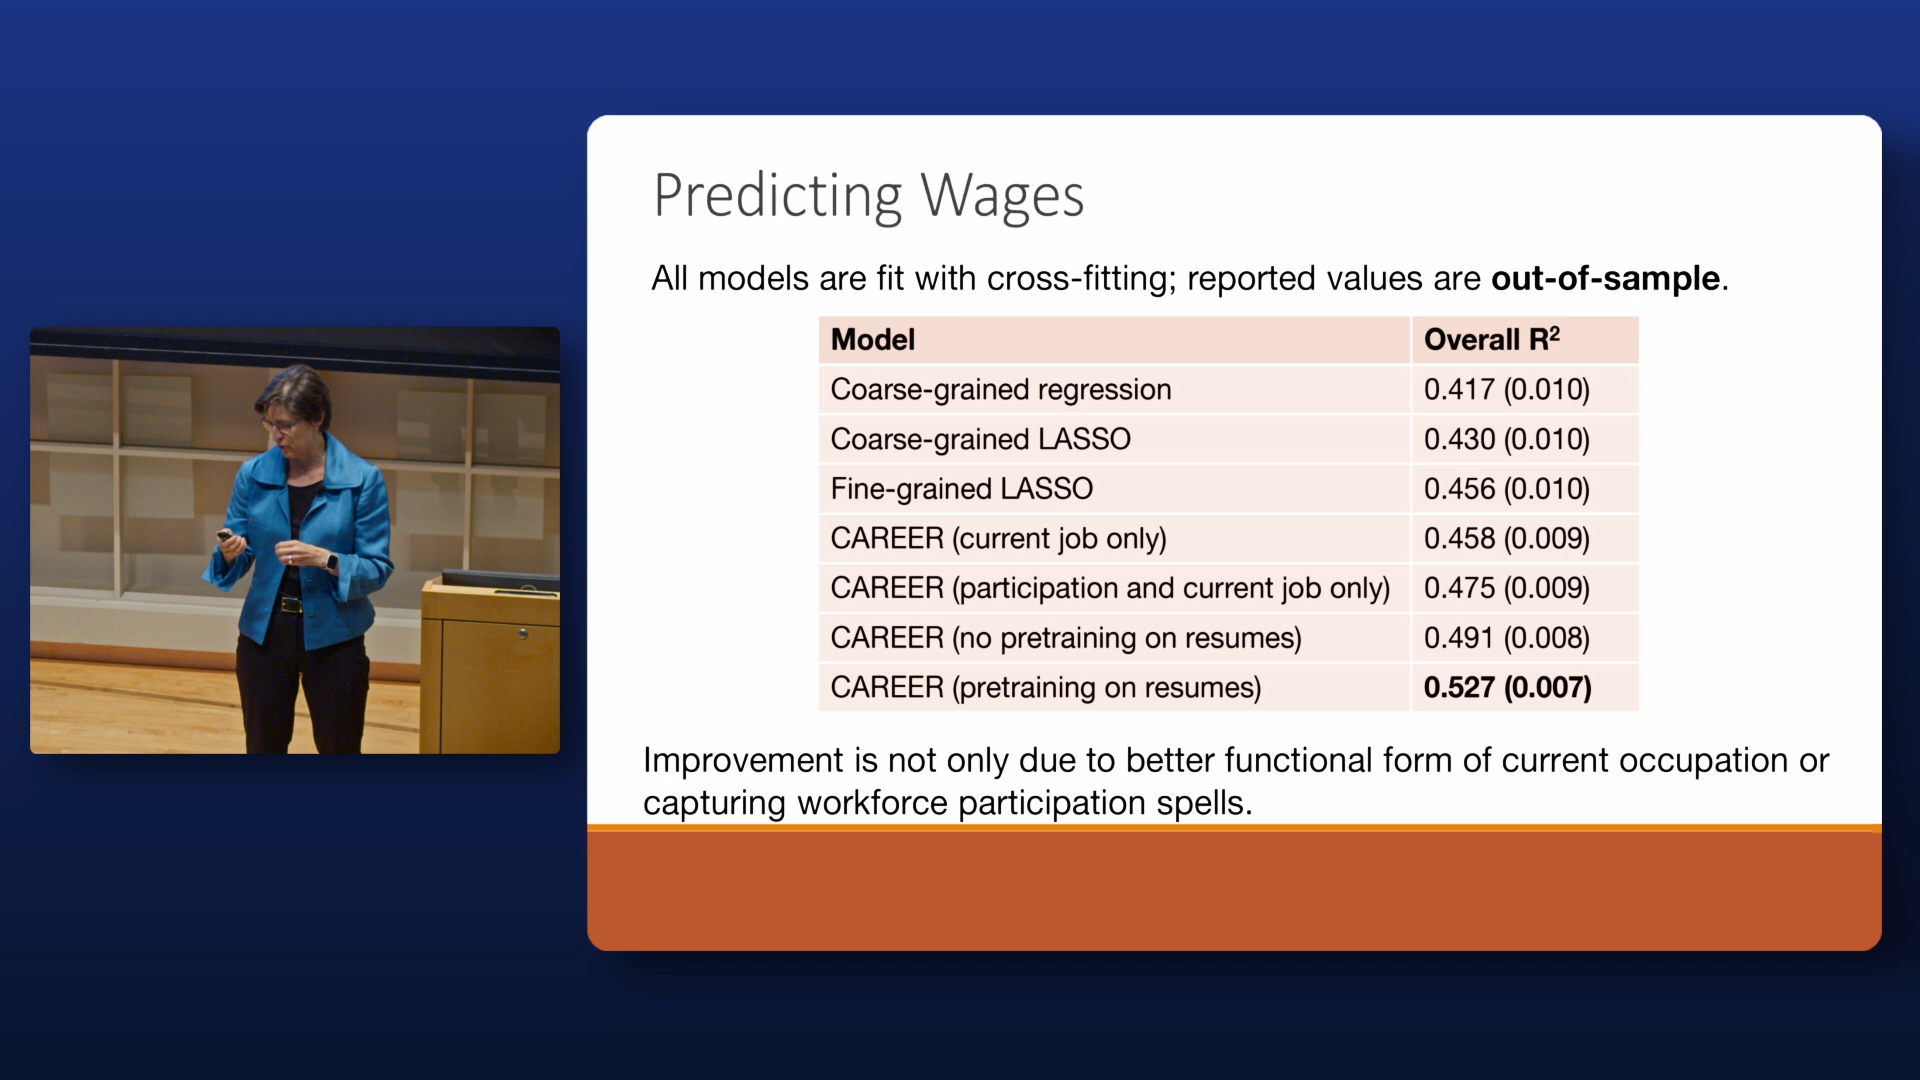 Predicting Wages
All models are fit with cross-fitting; reported values are out-of-sample.
Model Overall R²
Coarse-grained regression 0.417 (0.010)
Coarse-grained LASSO 0.430 (0.010)
Fine-grained LASSO 0.456 (0.010)
CAREER (current job only) 0.458 (0.009)
CAREER (participation and current job only) 0.475 (0.009)
CAREER (no pretraining on resumes) 0.491 (0.008)
CAREER (pretraining on resumes) 0.527 (0.007)
Improvement is not only due to better functional form of current occupation or
capturing workforce participation spells.